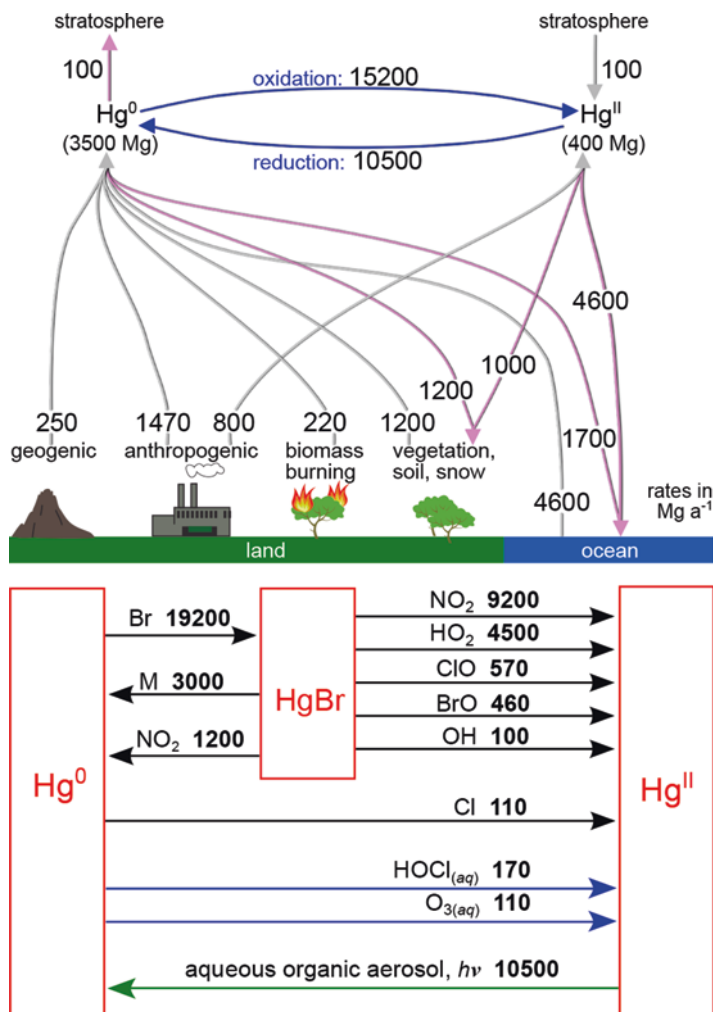 stratosphere stratosphere
100 100
oxidation: 15200
Hg⁰ Hgᴵᴵ
(3500 Mg) (400 Mg)
reduction: 10500
4600
1000
1200
250 1470 800 220 1200 1700
geogenic anthropogenic biomass burning vegetation, soil, snow
4600
rates in
Mg a⁻¹
land ocean
Br 19200
M 3000
NO₂ 1200
NO₂ 9200
HO₂ 4500
ClO 570
BrO 460
OH 100
HgBr
Hg⁰
Hgᴵᴵ
Cl 110
HOCl(aq) 170
O₃(aq) 110
aqueous organic aerosol, hν 10500